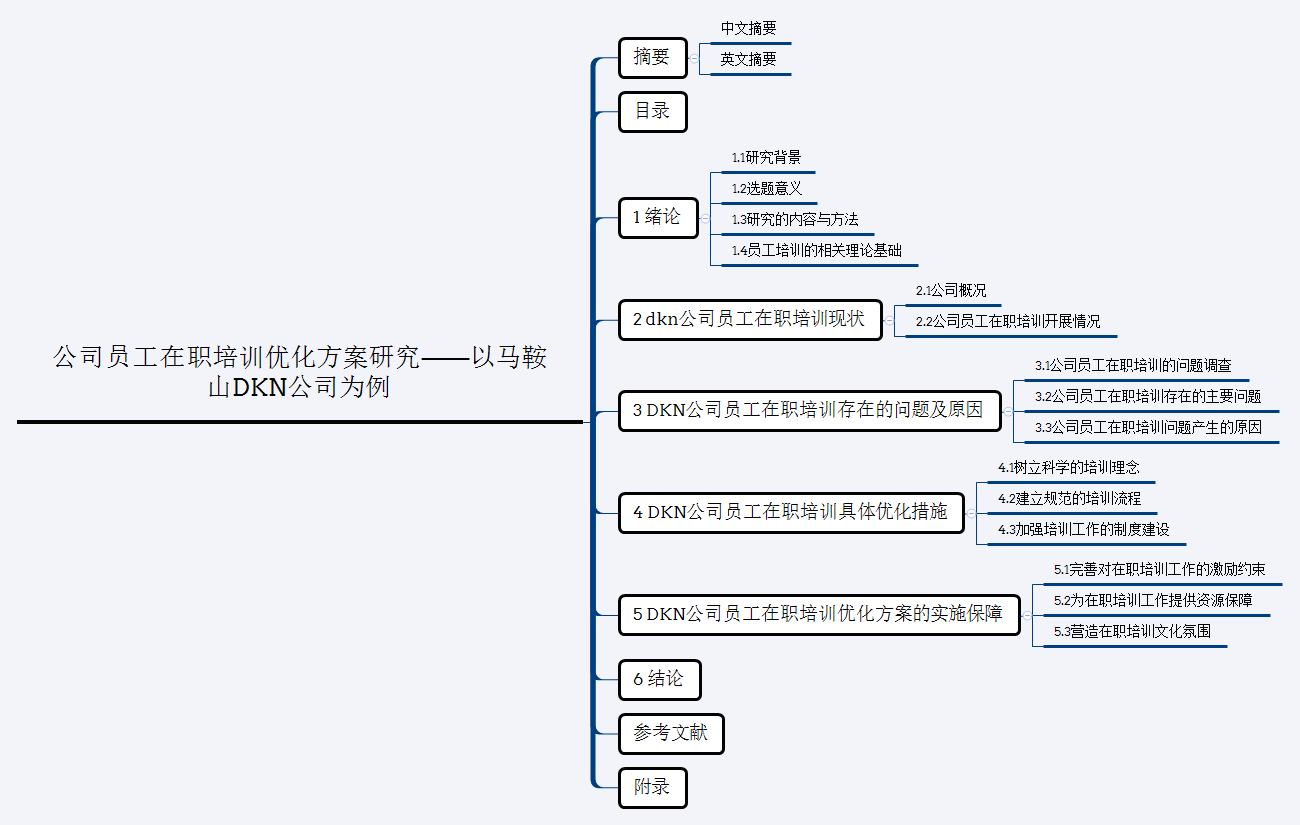 公司员工在职培训优化方案研究——以马鞍
山DKN公司为例
摘要
中文摘要
英文摘要
目录
1 绪论
1.1研究背景
1.2选题意义
1.3研究的内容与方法
1.4员工培训的相关理论基础
2 dkn公司员工在职培训现状
2.1公司概况
2.2公司员工在职培训开展情况
3 DKN公司员工在职培训存在的问题及原因
3.1公司员工在职培训的问题调查
3.2公司员工在职培训存在的主要问题
3.3公司员工在职培训问题产生的原因
4 DKN公司员工在职培训具体优化措施
4.1树立科学的培训理念
4.2建立规范的培训流程
4.3加强培训工作的制度建设
5 DKN公司员工在职培训优化方案的实施保障
5.1完善对在职培训工作的激励约束
5.2为在职培训工作提供资源保障
5.3营造在职培训文化氛围
6 结论
参考文献
附录